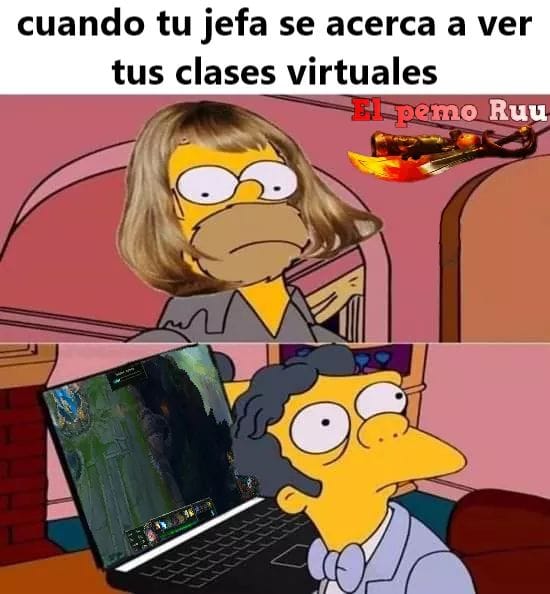 cuando tu jefa se acerca a ver
tus clases virtuales
El pemo Ruu